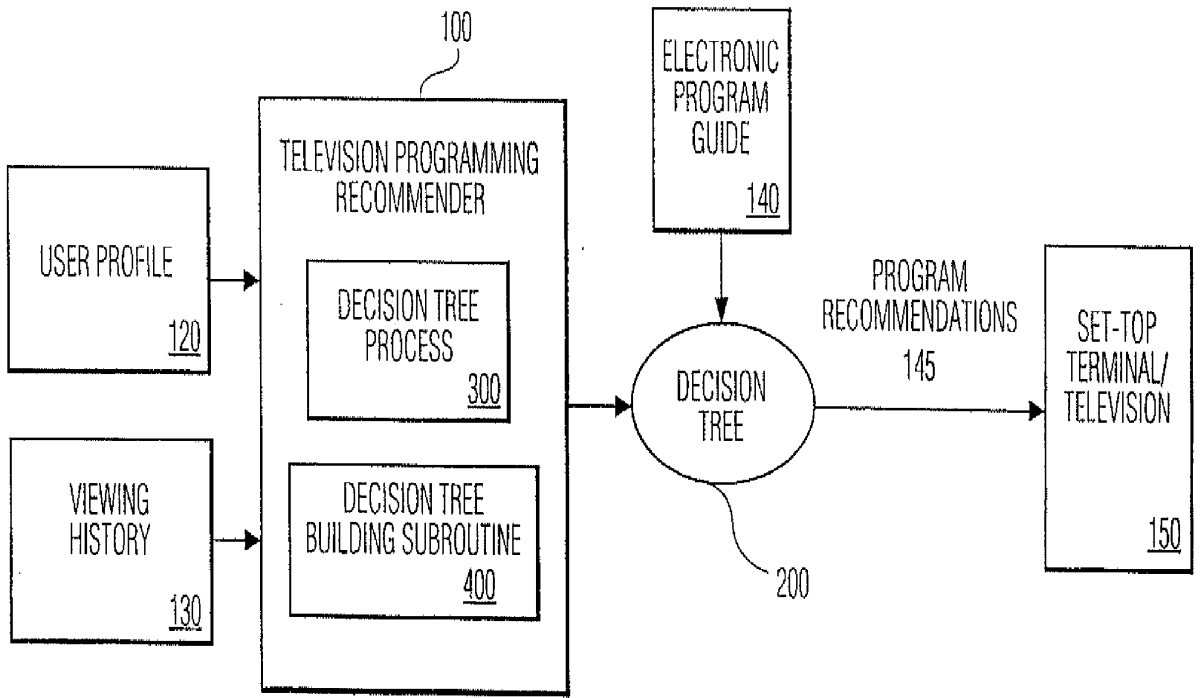 100
TELEVISION PROGRAMMING
RECOMMENDER
USER PROFILE
120
VIEWING
HISTORY
130
DECISION TREE
PROCESS
300
DECISION TREE
BUILDING SUBROUTINE
400
ELECTRONIC
PROGRAM
GUIDE
140
DECISION
TREE
200
PROGRAM
RECOMMENDATIONS
145
SET-TOP
TERMINAL/
TELEVISION
150